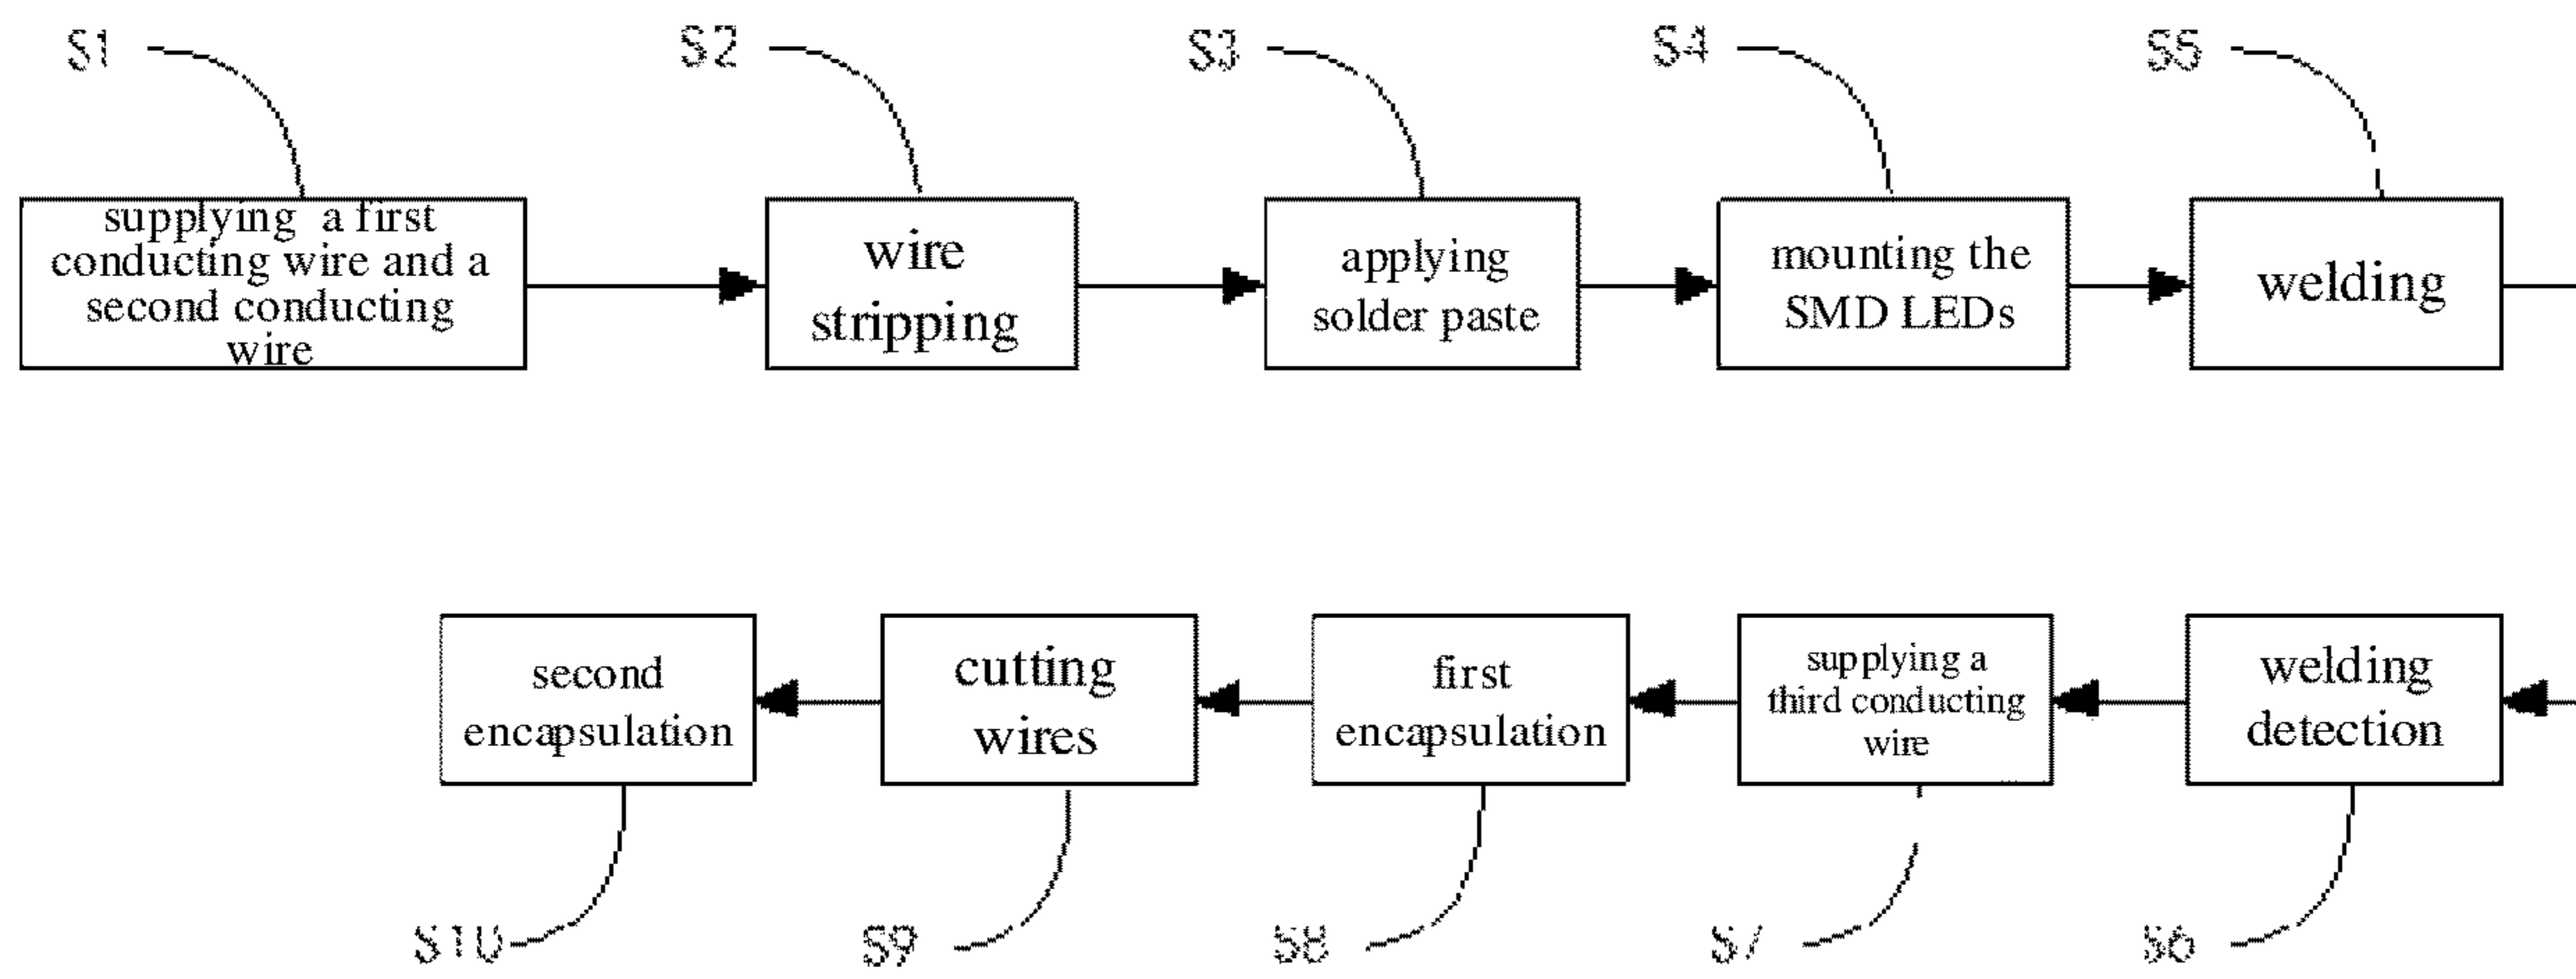 S1
S2
S3
S4
S5
supplying a first
conducting wire and a
second conducting
wire
wire
stripping
applying
solder paste
mounting the
SMD LEDs
welding
second
encapsulation
cutting
wires
first
encapsulation
supplying a
third conducting
wire
welding
detection
S10
S9
S8
S7
S6